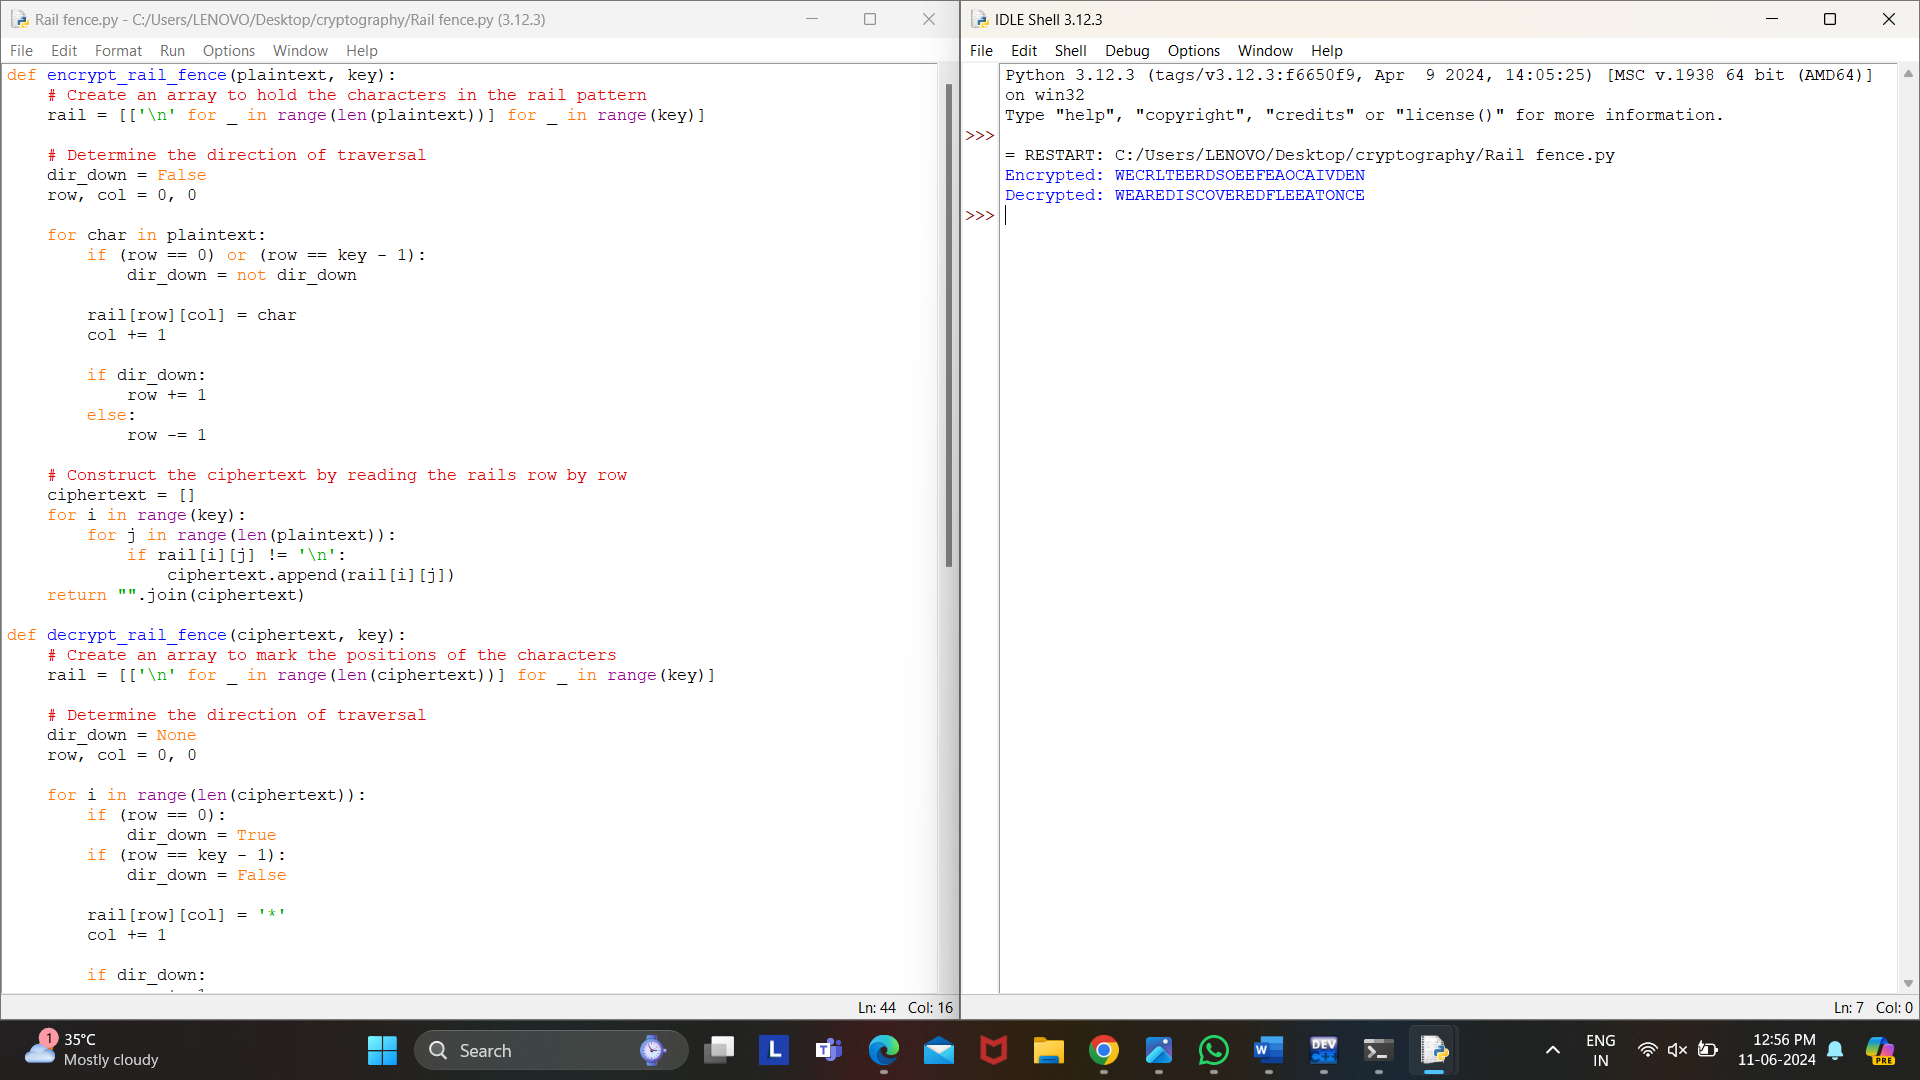 Rail fence.py - C:/Users/LENOVO/Desktop/cryptography/Rail fence.py (3.12.3)
File Edit Format Run Options Window Help
def encrypt_rail_fence(plaintext, key):
    # Create an array to hold the characters in the rail pattern
    rail = [['\n' for _ in range(len(plaintext))] for _ in range(key)]

    # Determine the direction of traversal
    dir_down = False
    row, col = 0, 0

    for char in plaintext:
        if (row == 0) or (row == key - 1):
            dir_down = not dir_down

        rail[row][col] = char
        col += 1

        if dir_down:
            row += 1
        else:
            row -= 1

    # Construct the ciphertext by reading the rails row by row
    ciphertext = []
    for i in range(key):
        for j in range(len(plaintext)):
            if rail[i][j] != '\n':
                ciphertext.append(rail[i][j])
    return "".join(ciphertext)

def decrypt_rail_fence(ciphertext, key):
    # Create an array to mark the positions of the characters
    rail = [['\n' for _ in range(len(ciphertext))] for _ in range(key)]

    # Determine the direction of traversal
    dir_down = None
    row, col = 0, 0

    for i in range(len(ciphertext)):
        if (row == 0):
            dir_down = True
        if (row == key - 1):
            dir_down = False

        rail[row][col] = '*'
        col += 1

        if dir_down:
Ln: 44 Col: 16
IDLE Shell 3.12.3
File Edit Shell Debug Options Window Help
Python 3.12.3 (tags/v3.12.3:f6650f9, Apr  9 2024, 14:05:25) [MSC v.1938 64 bit (AMD64)]
on win32
Type "help", "copyright", "credits" or "license()" for more information.
>>>
= RESTART: C:/Users/LENOVO/Desktop/cryptography/Rail fence.py
Encrypted: WECRLTEERDSOEEFEAOCAIVDEN
Decrypted: WEAREDISCOVEREDFLEEATONCE
>>>
Ln: 7 Col: 0
1
35°C
Mostly cloudy
Search
L
T
W
DEV
C++
ENG
IN
12:56 PM
11-06-2024
PRE